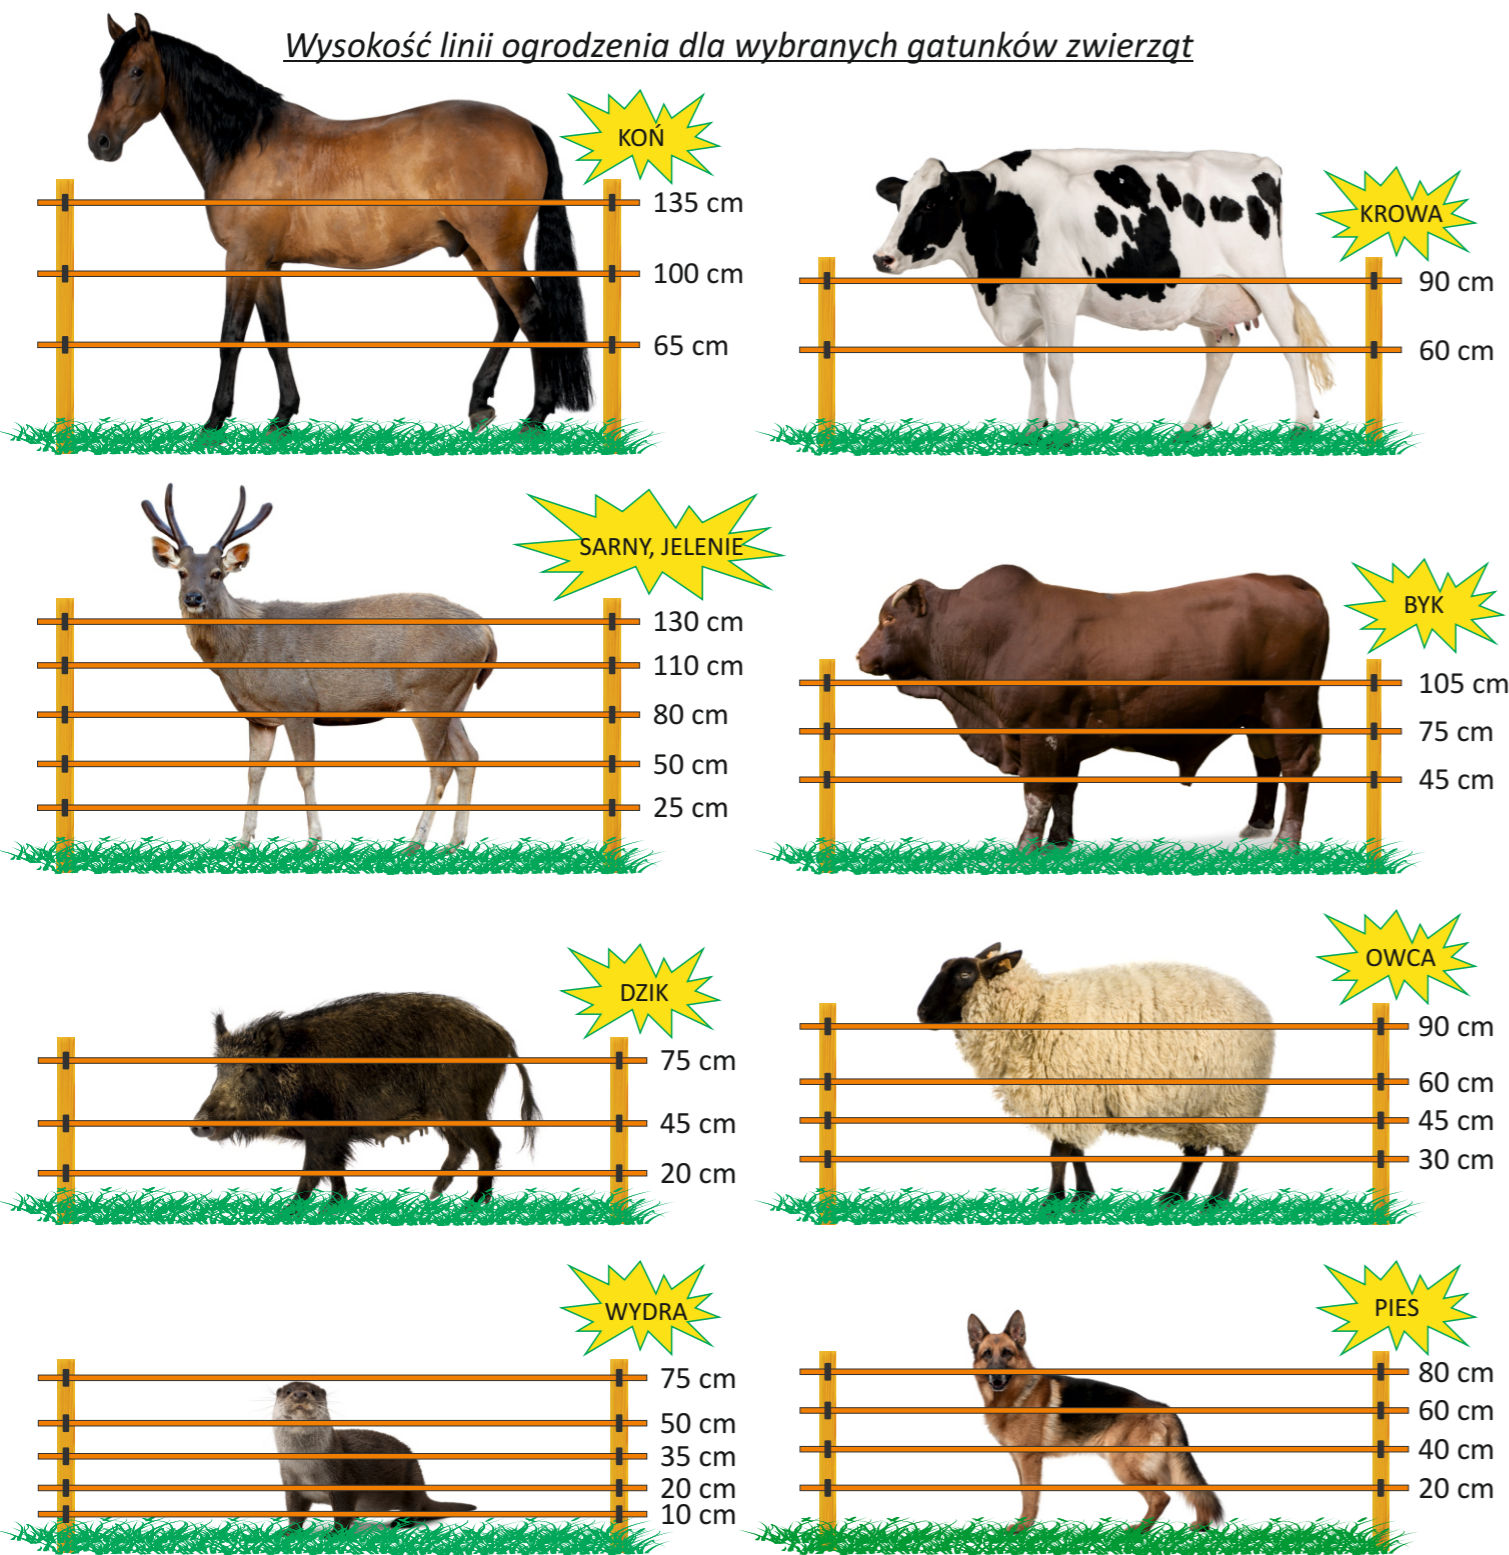 Wysokość linii ogrodzenia dla wybranych gatunków zwierząt
KOŃ
135 cm
100 cm
65 cm
KROWA
90 cm
60 cm
SARNY, JELENIE
130 cm
110 cm
80 cm
50 cm
25 cm
BYK
105 cm
75 cm
45 cm
DZIK
75 cm
45 cm
20 cm
OWCA
90 cm
60 cm
45 cm
30 cm
WYDRA
75 cm
50 cm
35 cm
20 cm
10 cm
PIES
80 cm
60 cm
40 cm
20 cm